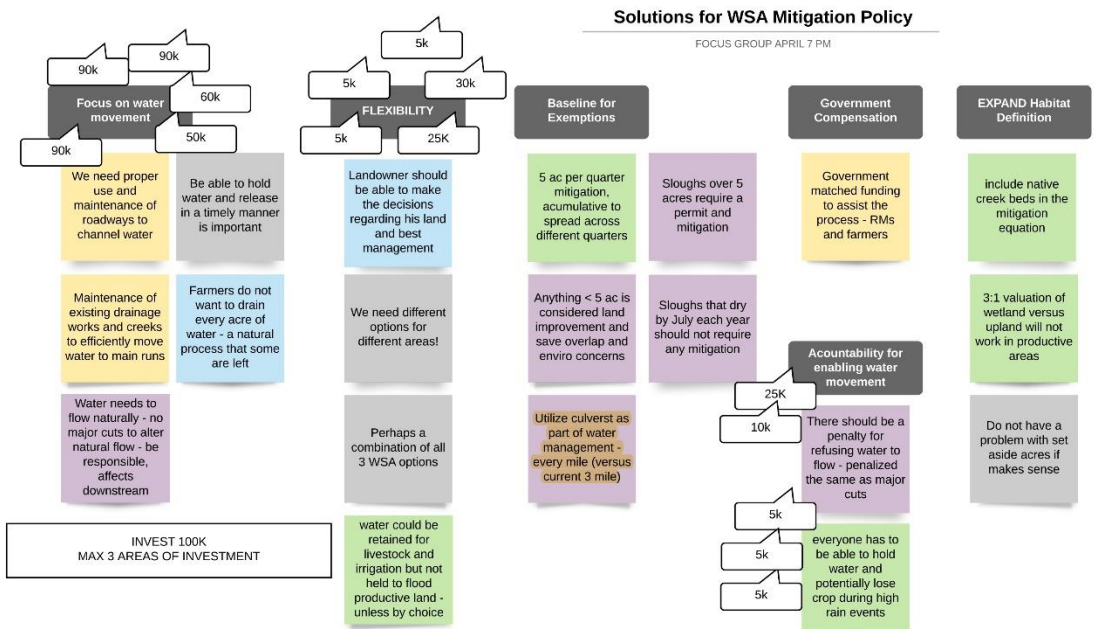 Solutions for WSA Mitigation Policy
FOCUS GROUP APRIL 7 PM
90k
90k
60k
50k
90k
Focus on water
movement
We need proper
use and
maintenance of
roadways to
channel water
Be able to hold
water and release
in a timely manner
is important
Maintenance of
existing drainage
works and creeks
to efficiently move
water to main runs
Farmers do not
want to drain
every acre of
water - a natural
process that some
are left
Water needs to
flow naturally - no
major cuts to alter
natural flow - be
responsible,
affects
downstream
INVEST 100K
MAX 3 AREAS OF INVESTMENT
5k
5k
30k
5k
25K
FLEXIBILITY
Landowner should
be able to make
the decisions
regarding his land
and best
management
We need different
options for
different areas!
Perhaps a
combination of all
3 WSA options
water could be
retained for
livestock and
irrigation but not
held to flood
productive land -
unless by choice
Baseline for
Exemptions
5 ac per quarter
mitigation,
acumulative to
spread across
different quarters
Sloughs over 5
acres require a
permit and
mitigation
Anything < 5 ac is
considered land
improvement and
save overlap and
enviro concerns
Sloughs that dry
by July each year
should not require
any mitigation
Utilize culverst as
part of water
management -
every mile (versus
current 3 mile)
Government
Compensation
Government
matched funding
to assist the
process - RMs
and farmers
Acountability for
enabling water
movement
25K
10k
There should be a
penalty for
refusing water to
flow - penalized
the same as major
cuts
5k
5k
5k
everyone has to
be able to hold
water and
potentially lose
crop during high
rain events
EXPAND Habitat
Definition
include native
creek beds in the
mitigation
equation
3:1 valuation of
wetland versus
upland will not
work in productive
areas
Do not have a
problem with set
aside acres if
makes sense